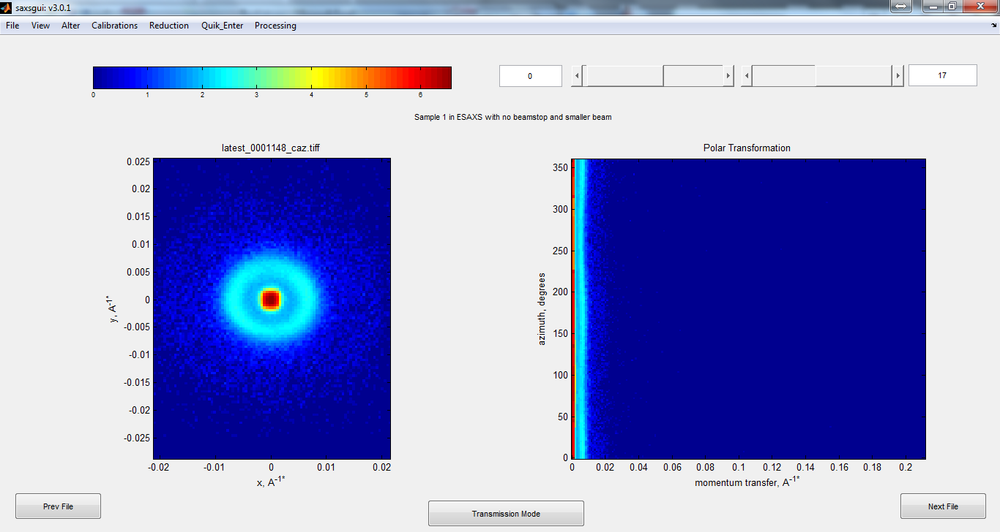 saxsgui: v3.0.1
File View Alter Calibrations Reduction Quik_Enter Processing
0 17
0 1 2 3 4 5 6
Sample 1 in ESAXS with no beamstop and smaller beam
latest_0001148_caz.tiff
0.025
0.02
0.015
0.01
0.005
0
-0.005
-0.01
-0.015
-0.02
-0.025
y, A-1*
-0.02 -0.01 0 0.01 0.02
x, A-1*
Polar Transformation
350
300
250
200
150
100
50
0
azimuth, degrees
0 0.02 0.04 0.06 0.08 0.1 0.12 0.14 0.16 0.18 0.2
momentum transfer, A-1*
Prev File
Transmission Mode
Next File